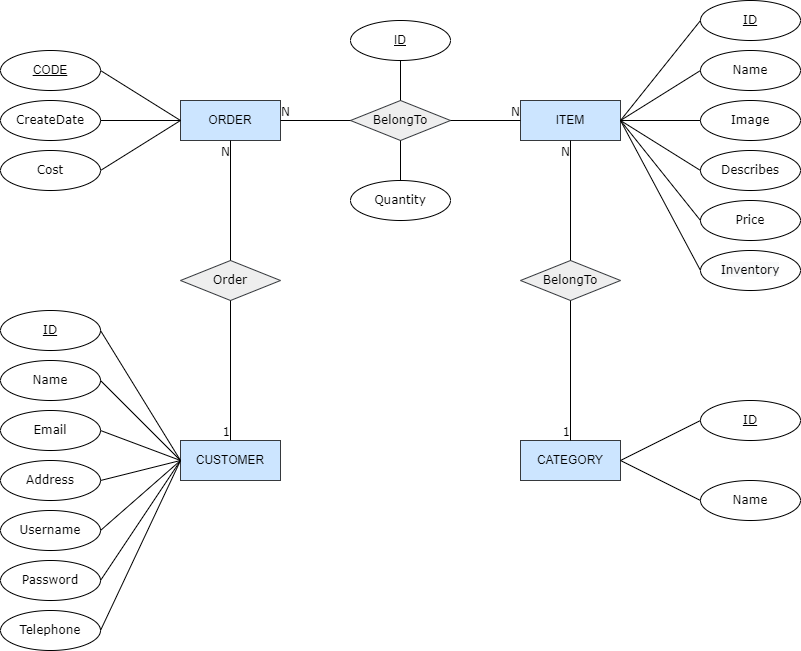 ID
ID
CODE
Name
N
N
CreateDate
ORDER
BelongTo
ITEM
Image
N
N
Cost
Describes
Quantity
Price
Order
BelongTo
Inventory
ID
Name
Email
1
1
ID
CUSTOMER
CATEGORY
Address
Name
Username
Password
Telephone